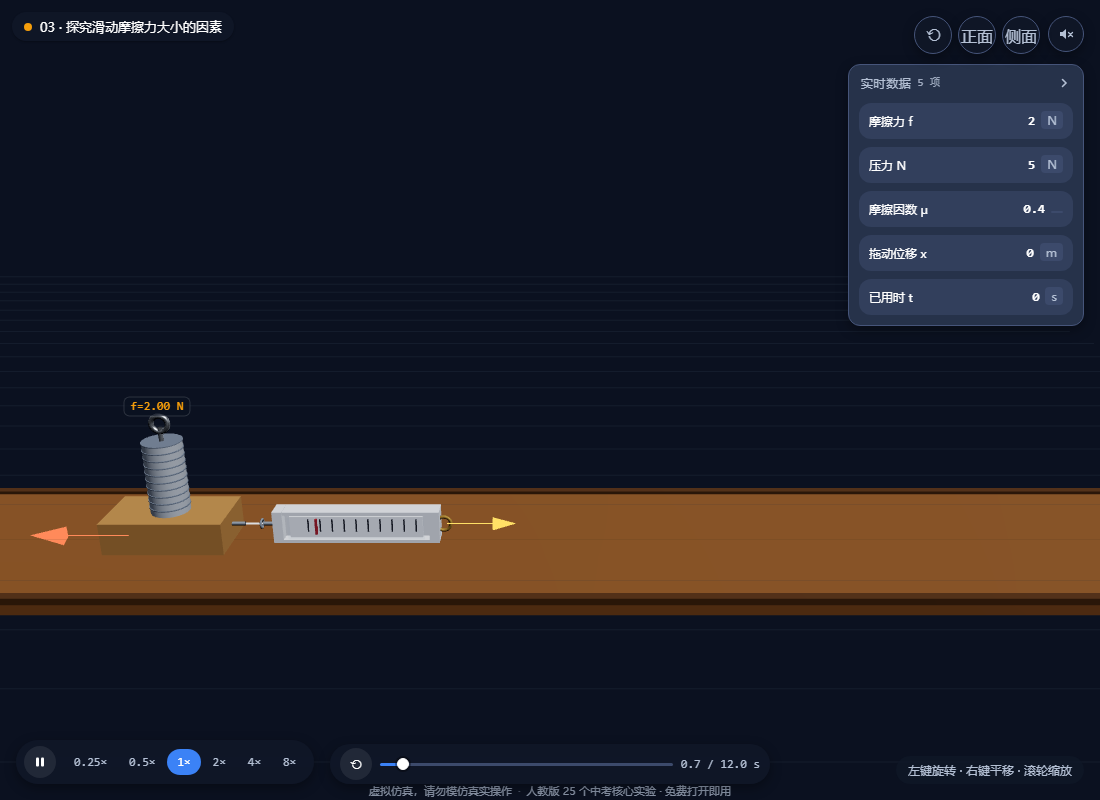 03 · 探究滑动摩擦力大小的因素
正面
侧面
实时数据 5 项
摩擦力 f 2 N
压力 N 5 N
摩擦因数 μ 0.4 —
拖动位移 x 0 m
已用时 t 0 s
f=2.00 N
0.25× 0.5× 1× 2× 4× 8×
0.7 / 12.0 s
左键旋转 · 右键平移 · 滚轮缩放
虚拟仿真，请勿模仿真实操作 · 人教版 25 个中考核心实验 · 免费打开即用